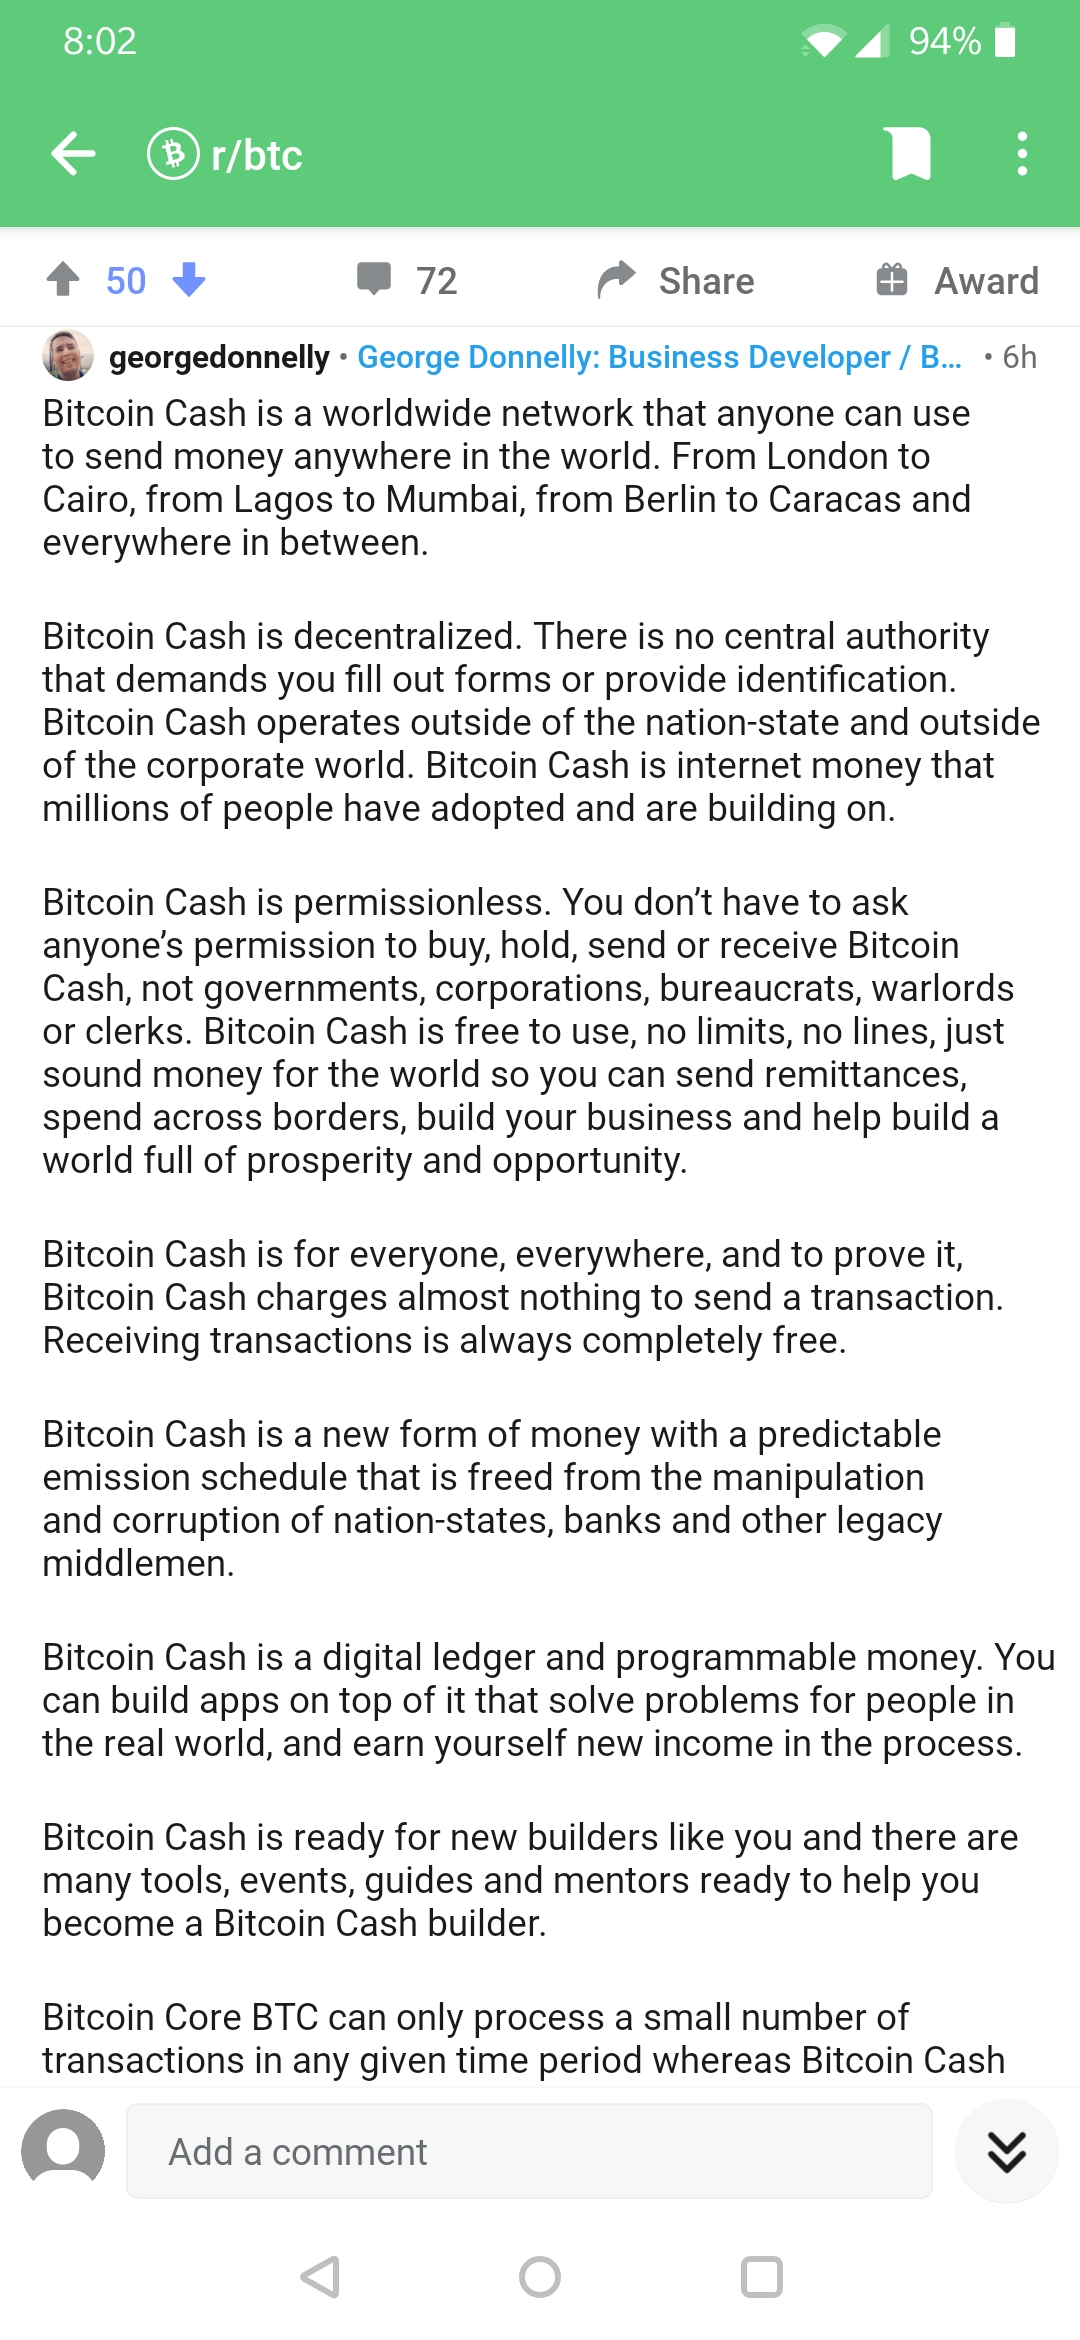 8:02
94%
r/btc
50
72
Share
Award
georgedonnelly • George Donnelly: Business Developer / B... • 6h
Bitcoin Cash is a worldwide network that anyone can use
to send money anywhere in the world. From London to
Cairo, from Lagos to Mumbai, from Berlin to Caracas and
everywhere in between.
Bitcoin Cash is decentralized. There is no central authority
that demands you fill out forms or provide identification.
Bitcoin Cash operates outside of the nation-state and outside
of the corporate world. Bitcoin Cash is internet money that
millions of people have adopted and are building on.
Bitcoin Cash is permissionless. You don’t have to ask
anyone’s permission to buy, hold, send or receive Bitcoin
Cash, not governments, corporations, bureaucrats, warlords
or clerks. Bitcoin Cash is free to use, no limits, no lines, just
sound money for the world so you can send remittances,
spend across borders, build your business and help build a
world full of prosperity and opportunity.
Bitcoin Cash is for everyone, everywhere, and to prove it,
Bitcoin Cash charges almost nothing to send a transaction.
Receiving transactions is always completely free.
Bitcoin Cash is a new form of money with a predictable
emission schedule that is freed from the manipulation
and corruption of nation-states, banks and other legacy
middlemen.
Bitcoin Cash is a digital ledger and programmable money. You
can build apps on top of it that solve problems for people in
the real world, and earn yourself new income in the process.
Bitcoin Cash is ready for new builders like you and there are
many tools, events, guides and mentors ready to help you
become a Bitcoin Cash builder.
Bitcoin Core BTC can only process a small number of
transactions in any given time period whereas Bitcoin Cash
Add a comment